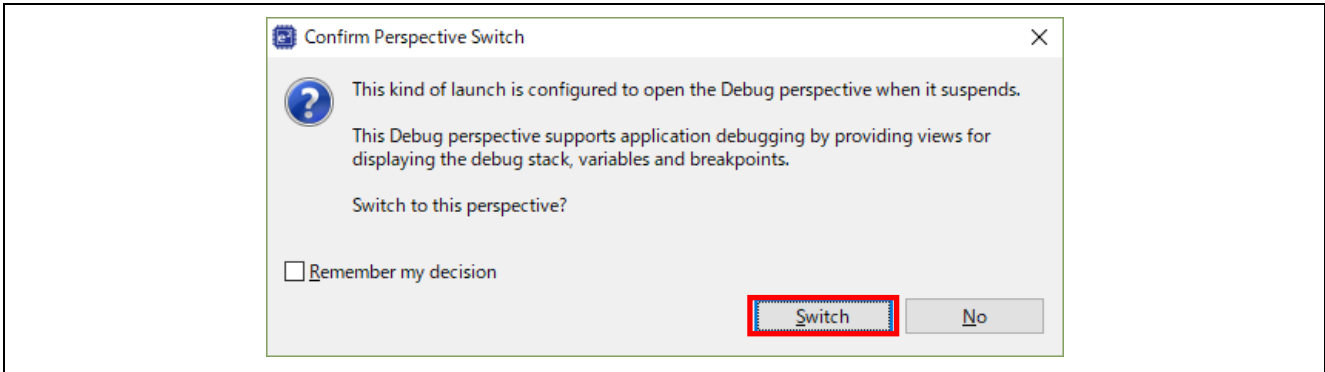 Confirm Perspective Switch
This kind of launch is configured to open the Debug perspective when it suspends.
This Debug perspective supports application debugging by providing views for
displaying the debug stack, variables and breakpoints.
Switch to this perspective?
Remember my decision
Switch
No